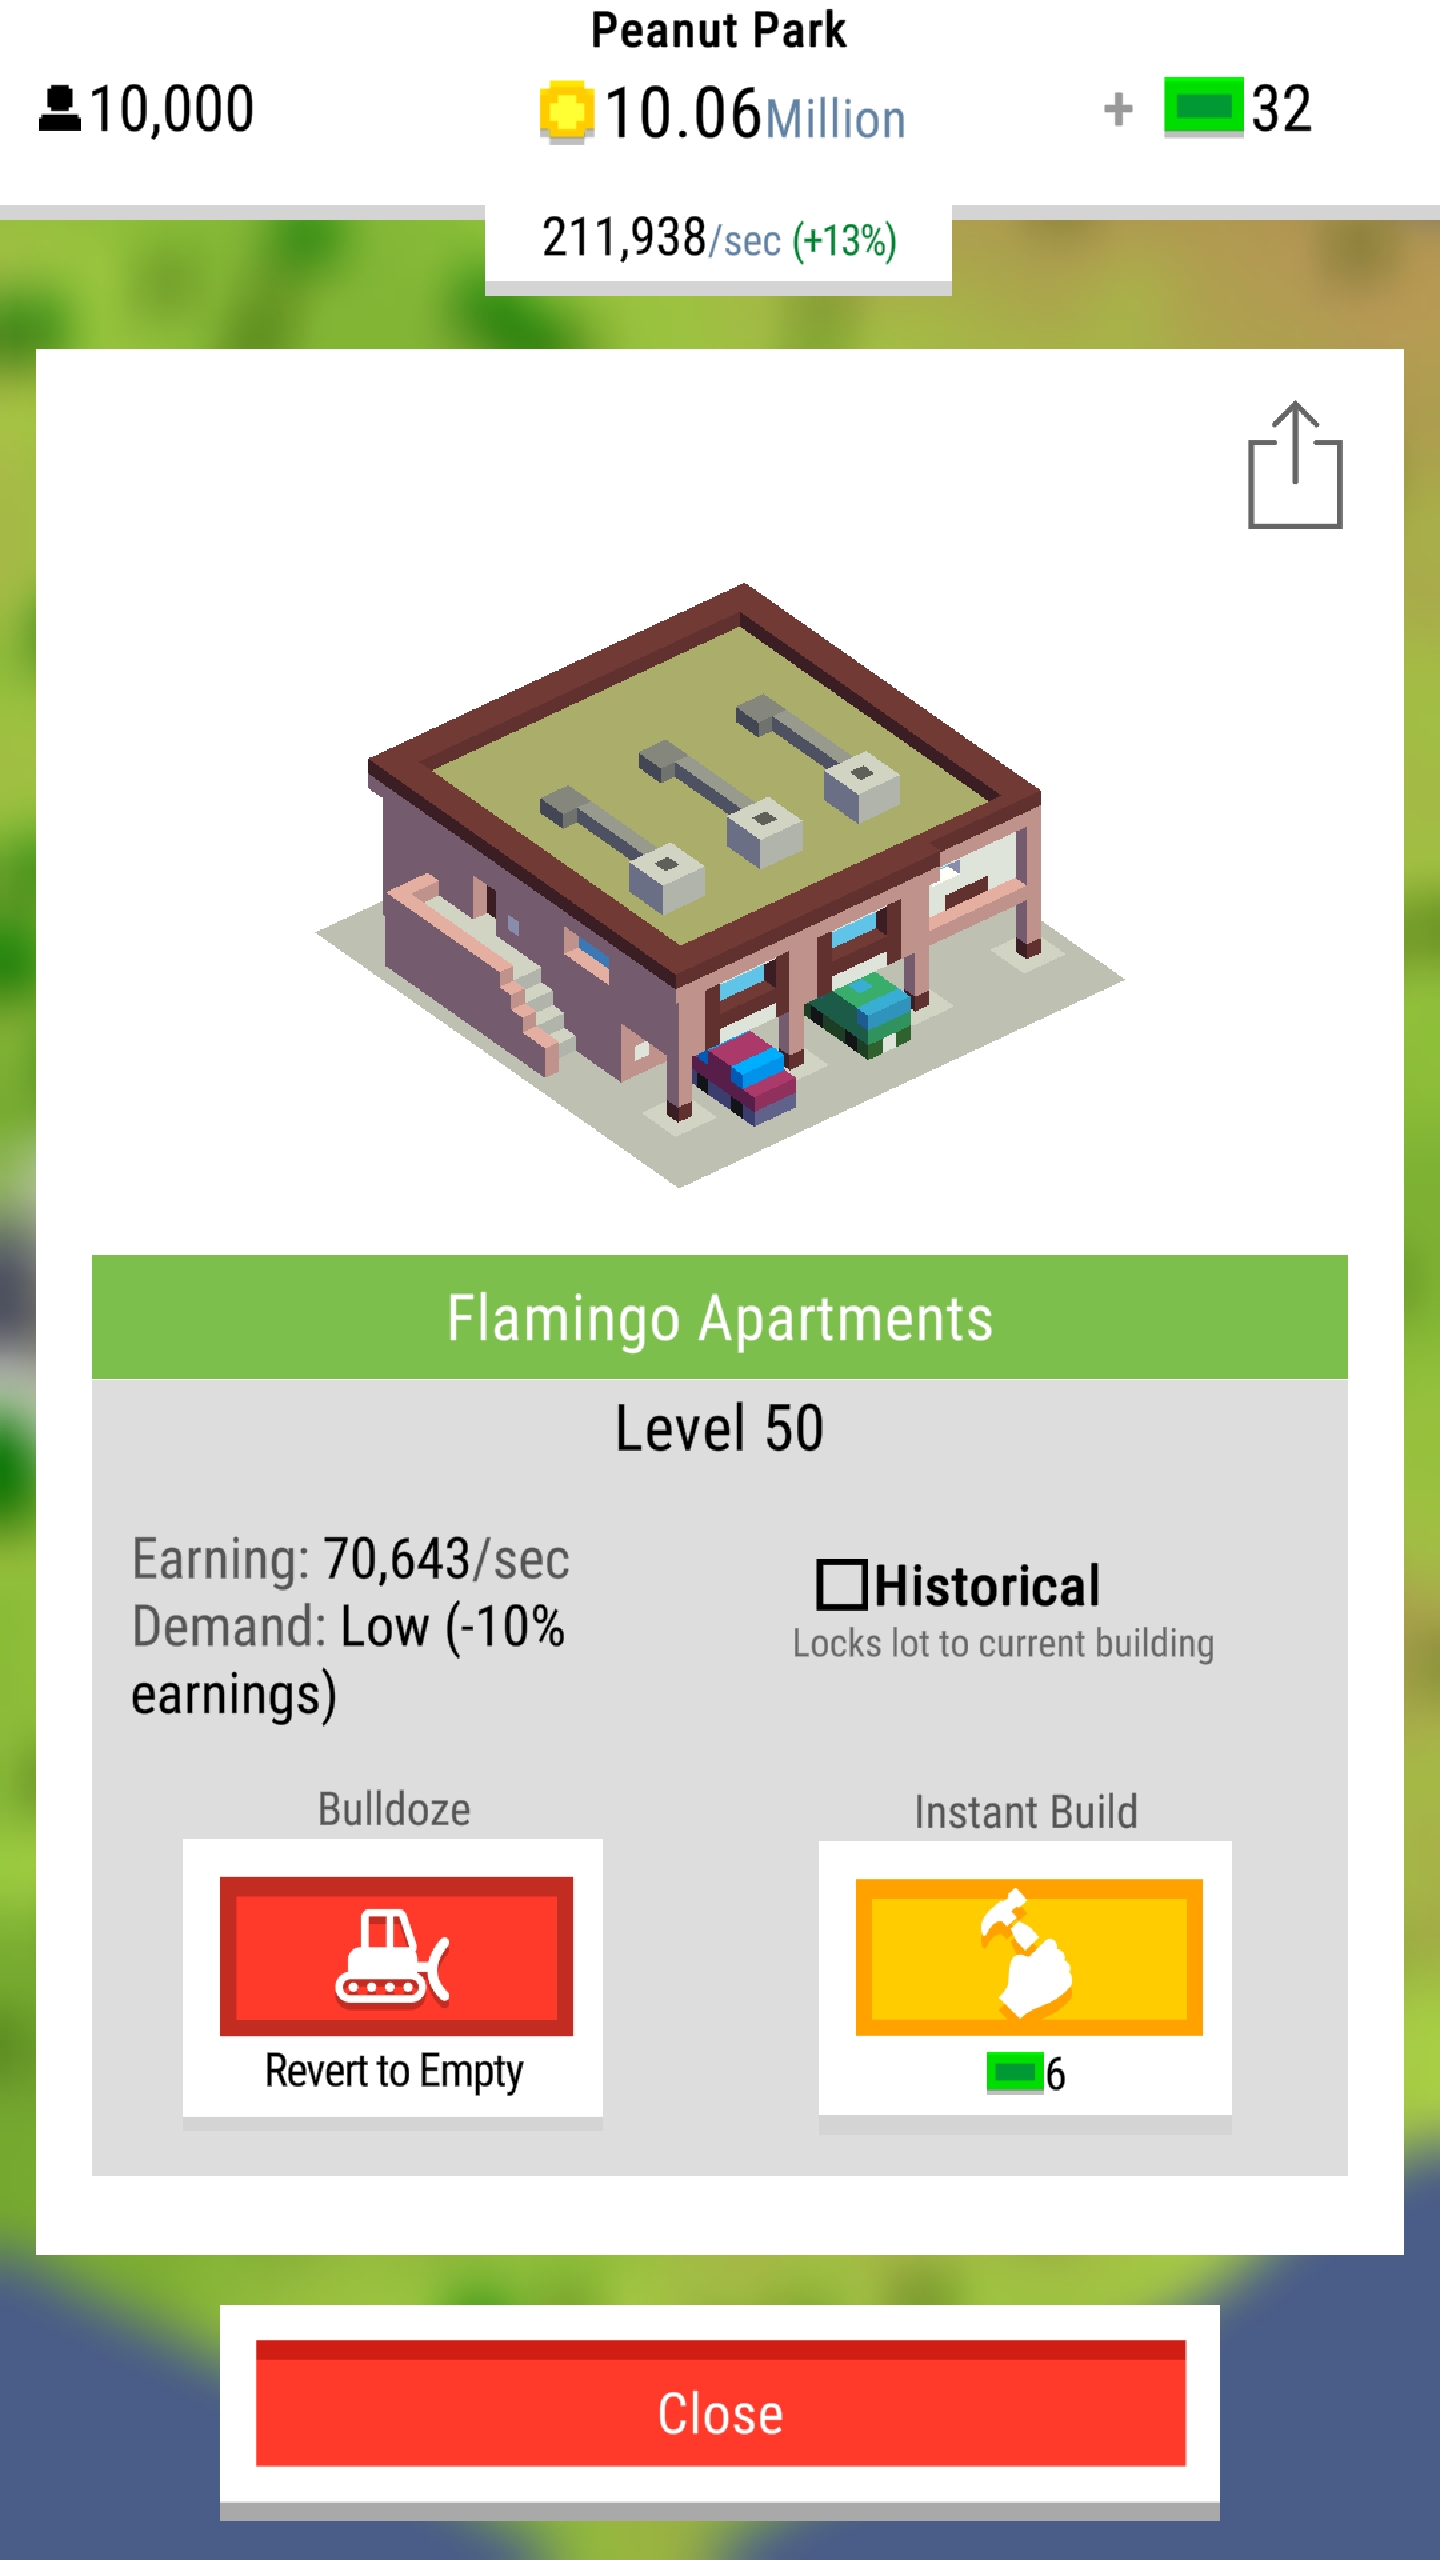 Peanut Park
10,000
10.06Million
+ 32
211,938/sec (+13%)
Flamingo Apartments
Level 50
Earning: 70,643/sec
Demand: Low (-10%
earnings)
Historical
Locks lot to current building
Bulldoze
Revert to Empty
Instant Build
6
Close